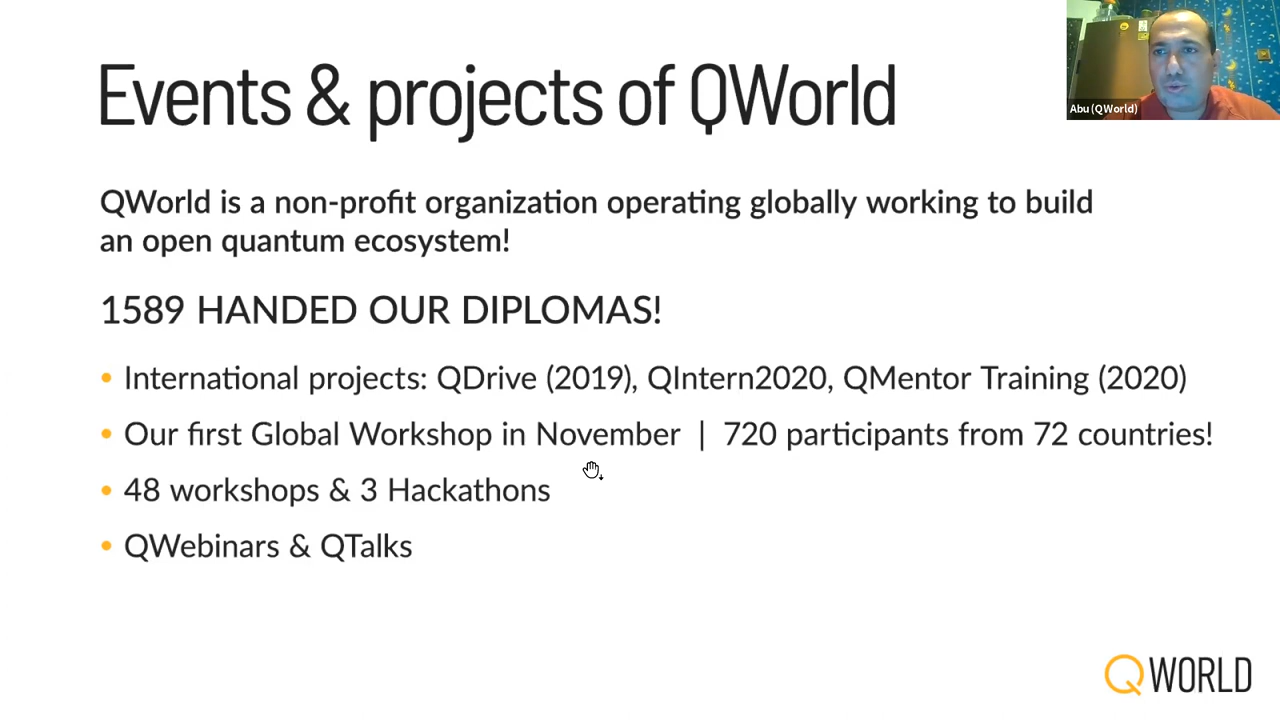 Events & projects of QWorld
Abu (QWorld)
QWorld is a non-profit organization operating globally working to build
an open quantum ecosystem!
1589 HANDED OUR DIPLOMAS!
• International projects: QDrive (2019), QIntern2020, QMentor Training (2020)
• Our first Global Workshop in November | 720 participants from 72 countries!
• 48 workshops & 3 Hackathons
• QWebinars & QTalks
QWORLD